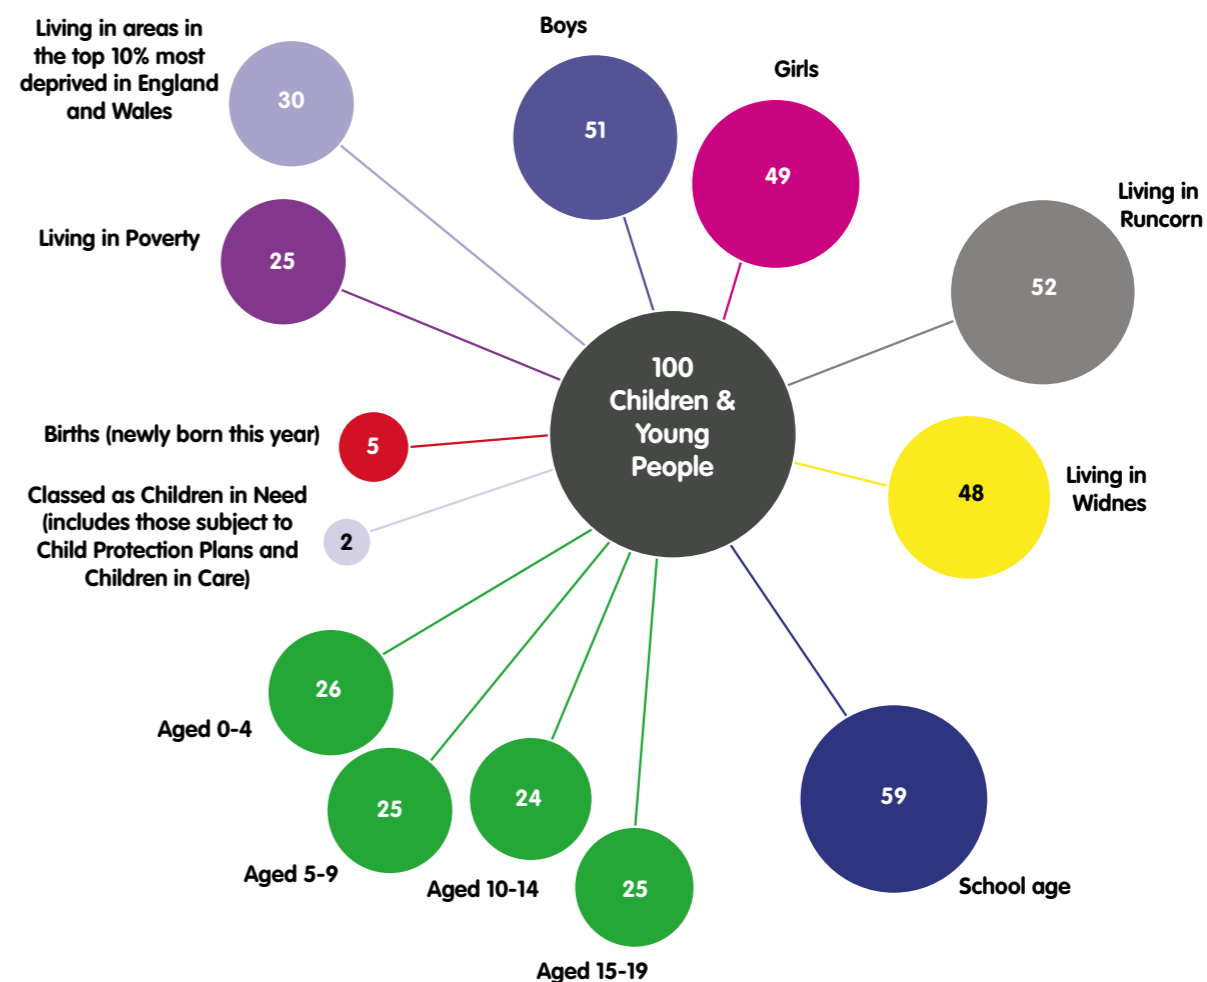 Living in areas in
the top 10% most
deprived in England
and Wales
30
Boys
51
Girls
49
Living in
Runcorn
52
Living in Poverty
25
100
Children &
Young
People
Births (newly born this year)
5
Living in
Widnes
48
Classed as Children in Need
(includes those subject to
Child Protection Plans and
Children in Care)
2
26
Aged 0-4
25
Aged 5-9
24
Aged 10-14
25
Aged 15-19
59
School age